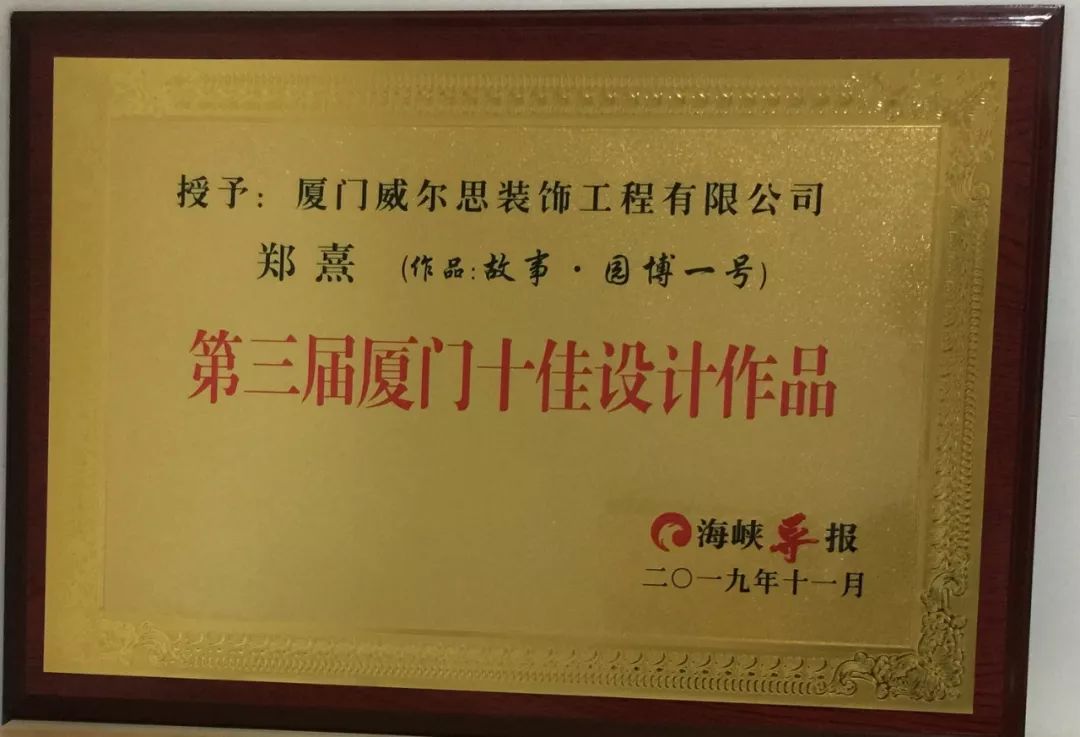 授予：厦门威尔思装饰工程有限公司
郑熹 (作品:故事·园博一号)
第三届厦门十佳设计作品
海峡导报
二〇一九年十一月